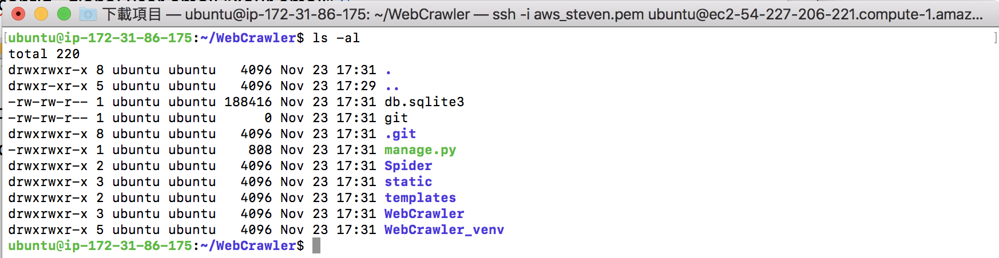 下載項目 — ubuntu@ip-172-31-86-175: ~/WebCrawler — ssh -i aws_steven.pem ubuntu@ec2-54-227-206-221.compute-1.amaz...
[ubuntu@ip-172-31-86-175:~/WebCrawler$ ls -al ]
total 220
drwxrwxr-x 8 ubuntu ubuntu   4096 Nov 23 17:31 .
drwxr-xr-x 5 ubuntu ubuntu   4096 Nov 23 17:29 ..
-rw-rw-r-- 1 ubuntu ubuntu 188416 Nov 23 17:31 db.sqlite3
-rw-rw-r-- 1 ubuntu ubuntu      0 Nov 23 17:31 git
drwxrwxr-x 8 ubuntu ubuntu   4096 Nov 23 17:31 .git
-rwxrwxr-x 1 ubuntu ubuntu    808 Nov 23 17:31 manage.py
drwxrwxr-x 2 ubuntu ubuntu   4096 Nov 23 17:31 Spider
drwxrwxr-x 3 ubuntu ubuntu   4096 Nov 23 17:31 static
drwxrwxr-x 2 ubuntu ubuntu   4096 Nov 23 17:31 templates
drwxrwxr-x 3 ubuntu ubuntu   4096 Nov 23 17:31 WebCrawler
drwxrwxr-x 5 ubuntu ubuntu   4096 Nov 23 17:31 WebCrawler_venv
ubuntu@ip-172-31-86-175:~/WebCrawler$